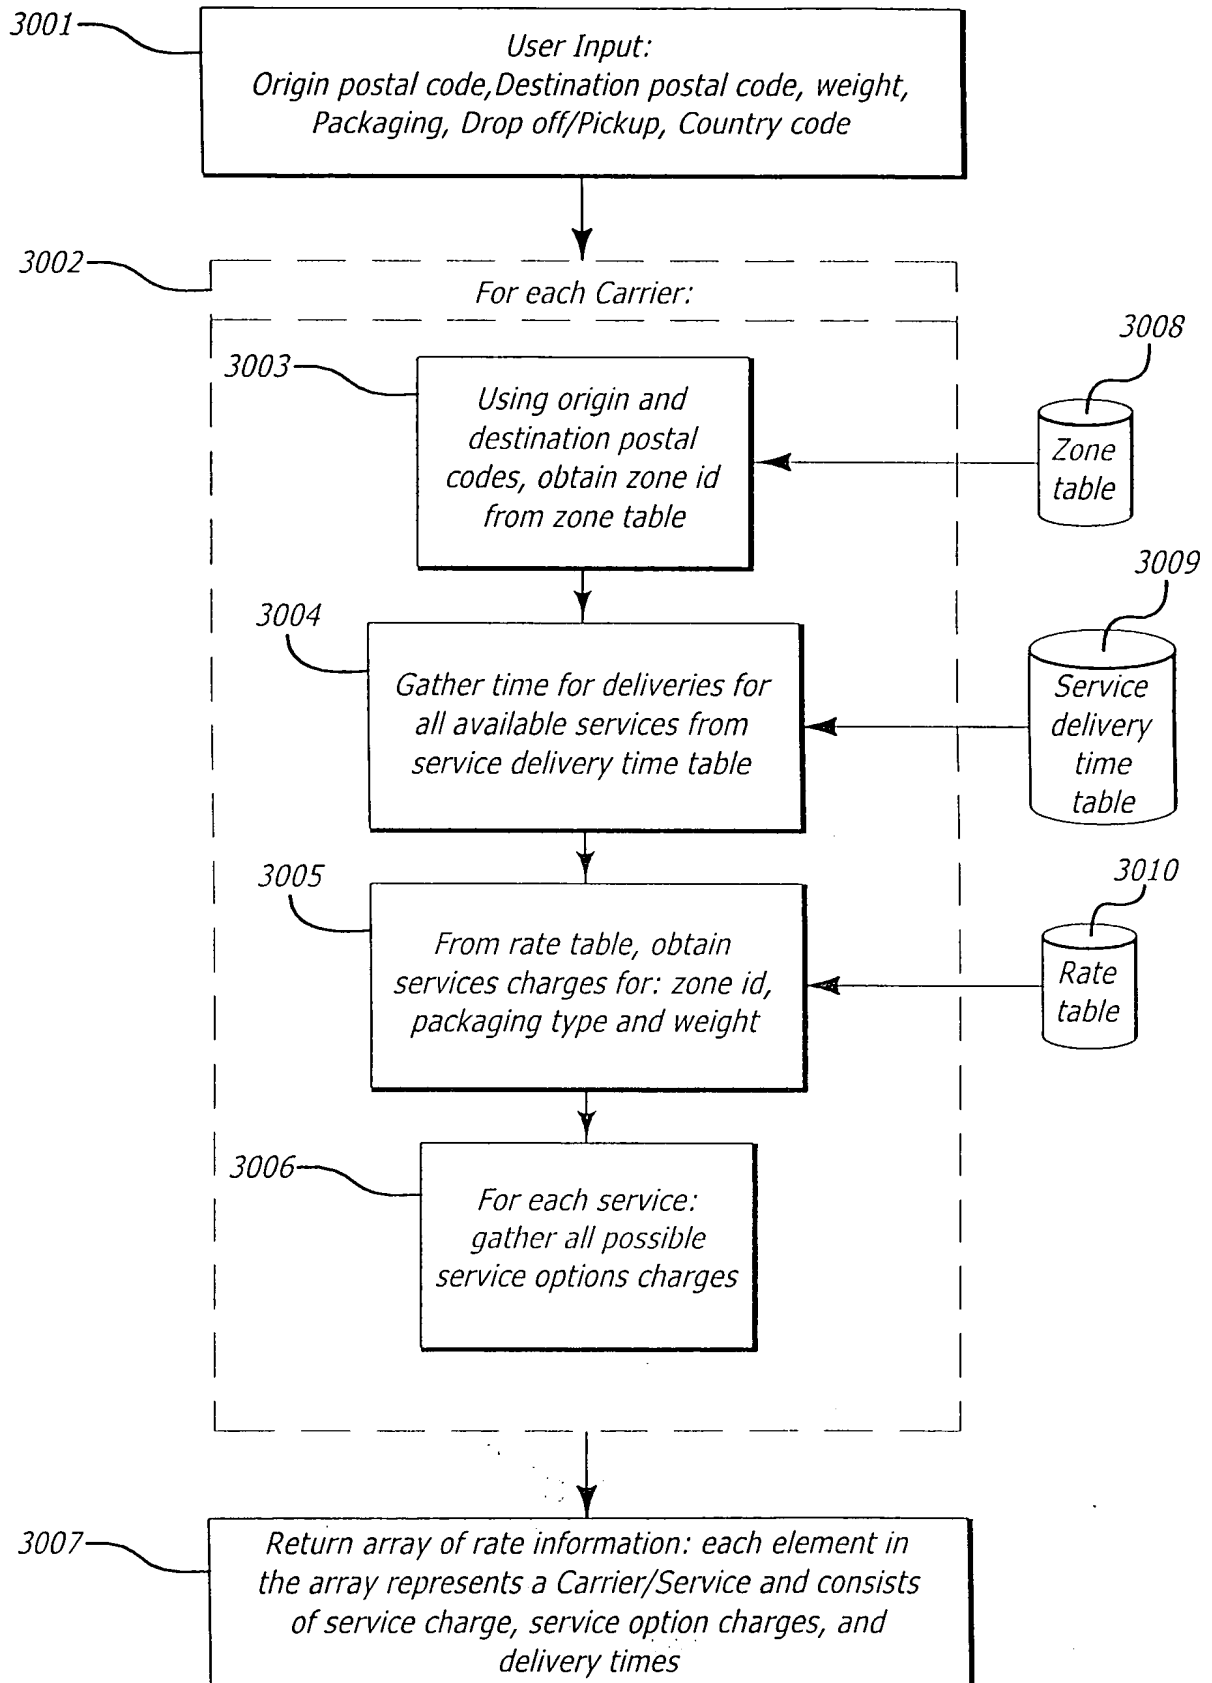 3001
User Input:
Origin postal code,Destination postal code, weight,
Packaging, Drop off/Pickup, Country code
3002
For each Carrier:
3003
Using origin and
destination postal
codes, obtain zone id
from zone table
3008
Zone
table
3004
Gather time for deliveries for
all available services from
service delivery time table
3009
Service
delivery
time
table
3005
From rate table, obtain
services charges for: zone id,
packaging type and weight
3010
Rate
table
3006
For each service:
gather all possible
service options charges
3007
Return array of rate information: each element in
the array represents a Carrier/Service and consists
of service charge, service option charges, and
delivery times